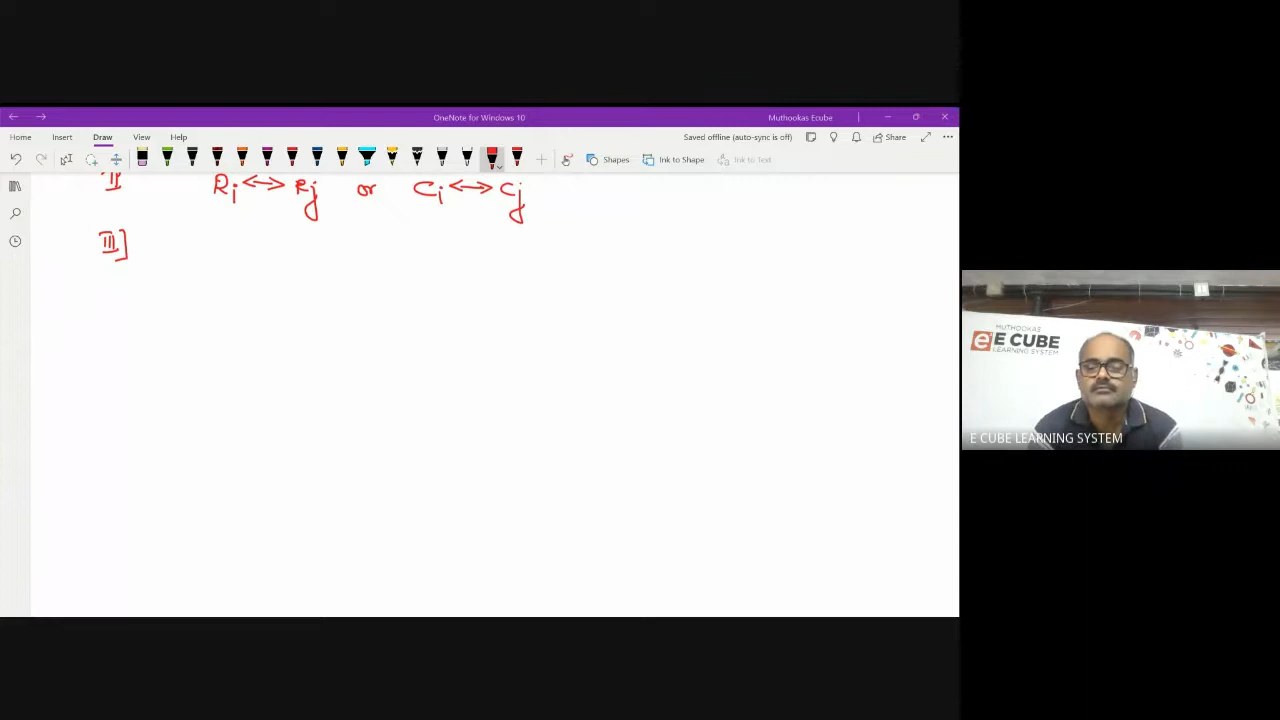 OneNote for Windows 10
Muthookas Ecube
Home Insert Draw View Help
Saved offline (auto-sync is off)
Share
Shapes
Ink to Shape
Ink to Text
II Ri ↔ Rj or Ci ↔ Cj
III]
MUTHOOKAS
e E CUBE
LEARNING SYSTEM
E CUBE LEARNING SYSTEM